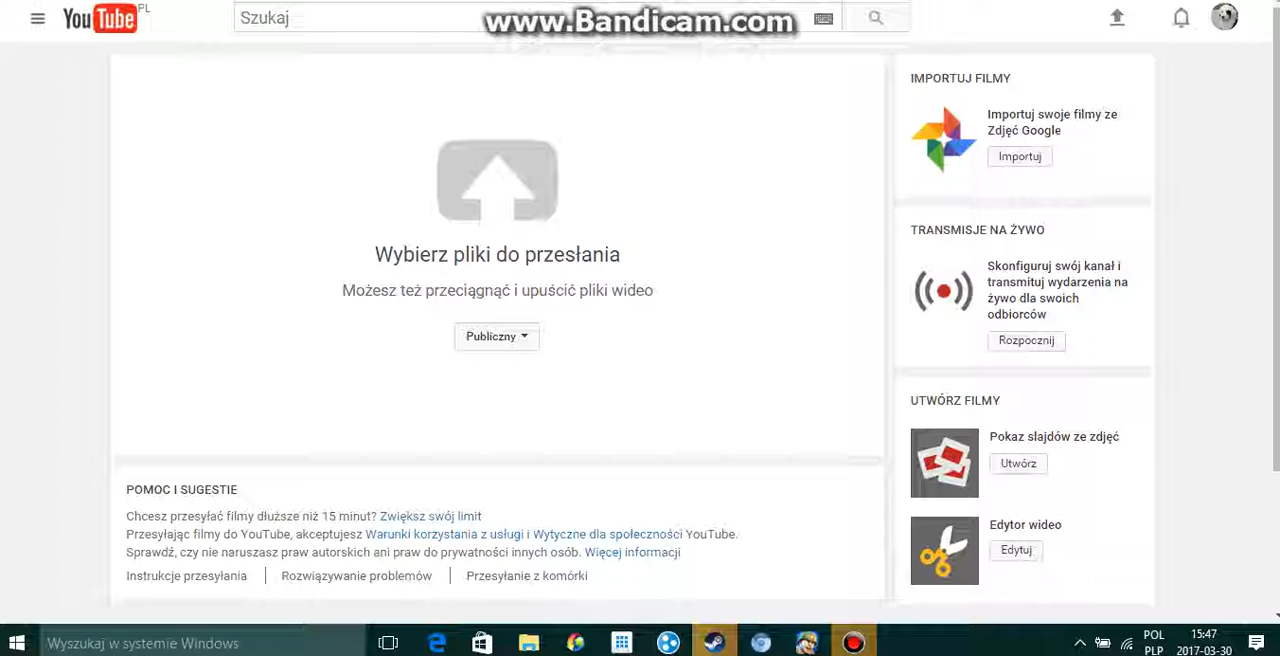 YouTube PL
Szukaj
www.Bandicam.com
Wybierz pliki do przesłania
Możesz też przeciągnąć i upuścić pliki wideo
Publiczny
POMOC I SUGESTIE
Chcesz przesyłać filmy dłuższe niż 15 minut? Zwiększ swój limit
Przesyłając filmy do YouTube, akceptujesz Warunki korzystania z usługi i Wytyczne dla społeczności YouTube.
Sprawdź, czy nie naruszasz praw autorskich ani praw do prywatności innych osób. Więcej informacji
Instrukcje przesyłania
Rozwiązywanie problemów
Przesyłanie z komórki
IMPORTUJ FILMY
Importuj swoje filmy ze
Zdjęć Google
Importuj
TRANSMISJE NA ŻYWO
Skonfiguruj swój kanał i
transmituj wydarzenia na
żywo dla swoich
odbiorców
Rozpocznij
UTWÓRZ FILMY
Pokaz slajdów ze zdjęć
Utwórz
Edytor wideo
Edytuj
Wyszukaj w systemie Windows
POL
PLP
15:47
2017-03-30